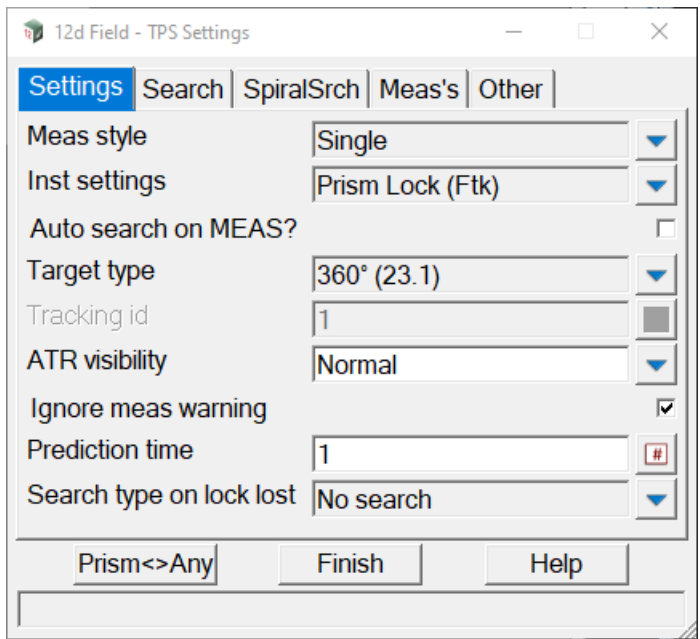 12d Field - TPS Settings
Settings Search SpiralSrch Meas's Other
Meas style Single
Inst settings Prism Lock (Ftk)
Auto search on MEAS?
Target type 360° (23.1)
Tracking id 1
ATR visibility Normal
Ignore meas warning
Prediction time 1 #
Search type on lock lost No search
Prism<>Any Finish Help